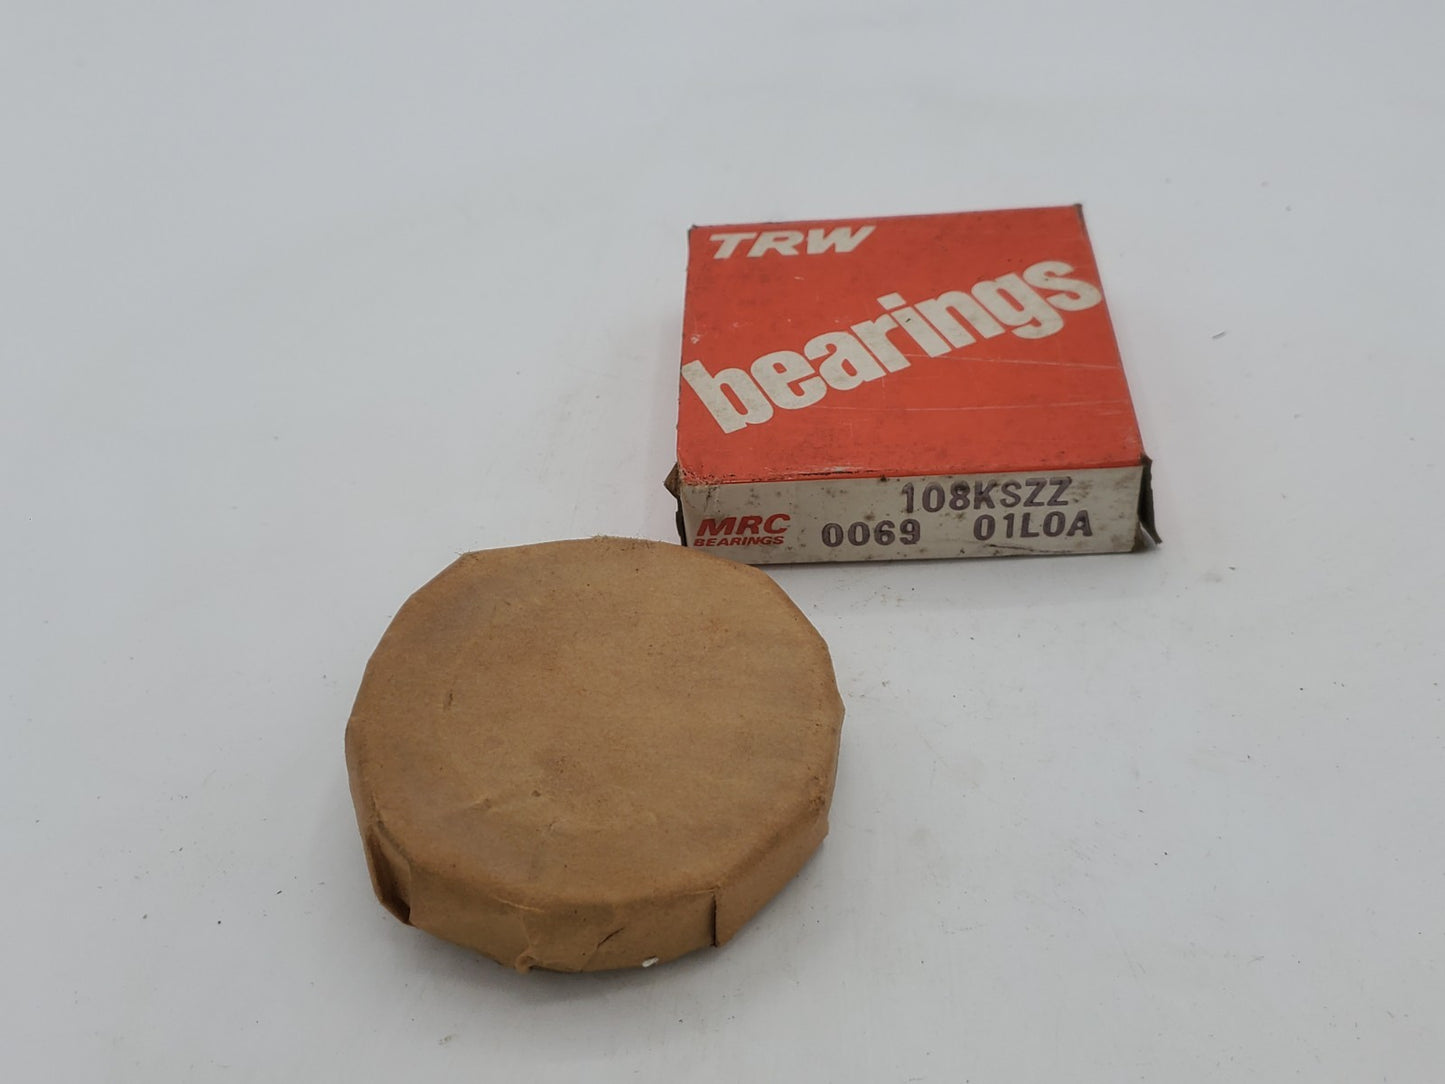 TRW
bearings
108KSZZ
MRC
BEARINGS
0069 01L0A